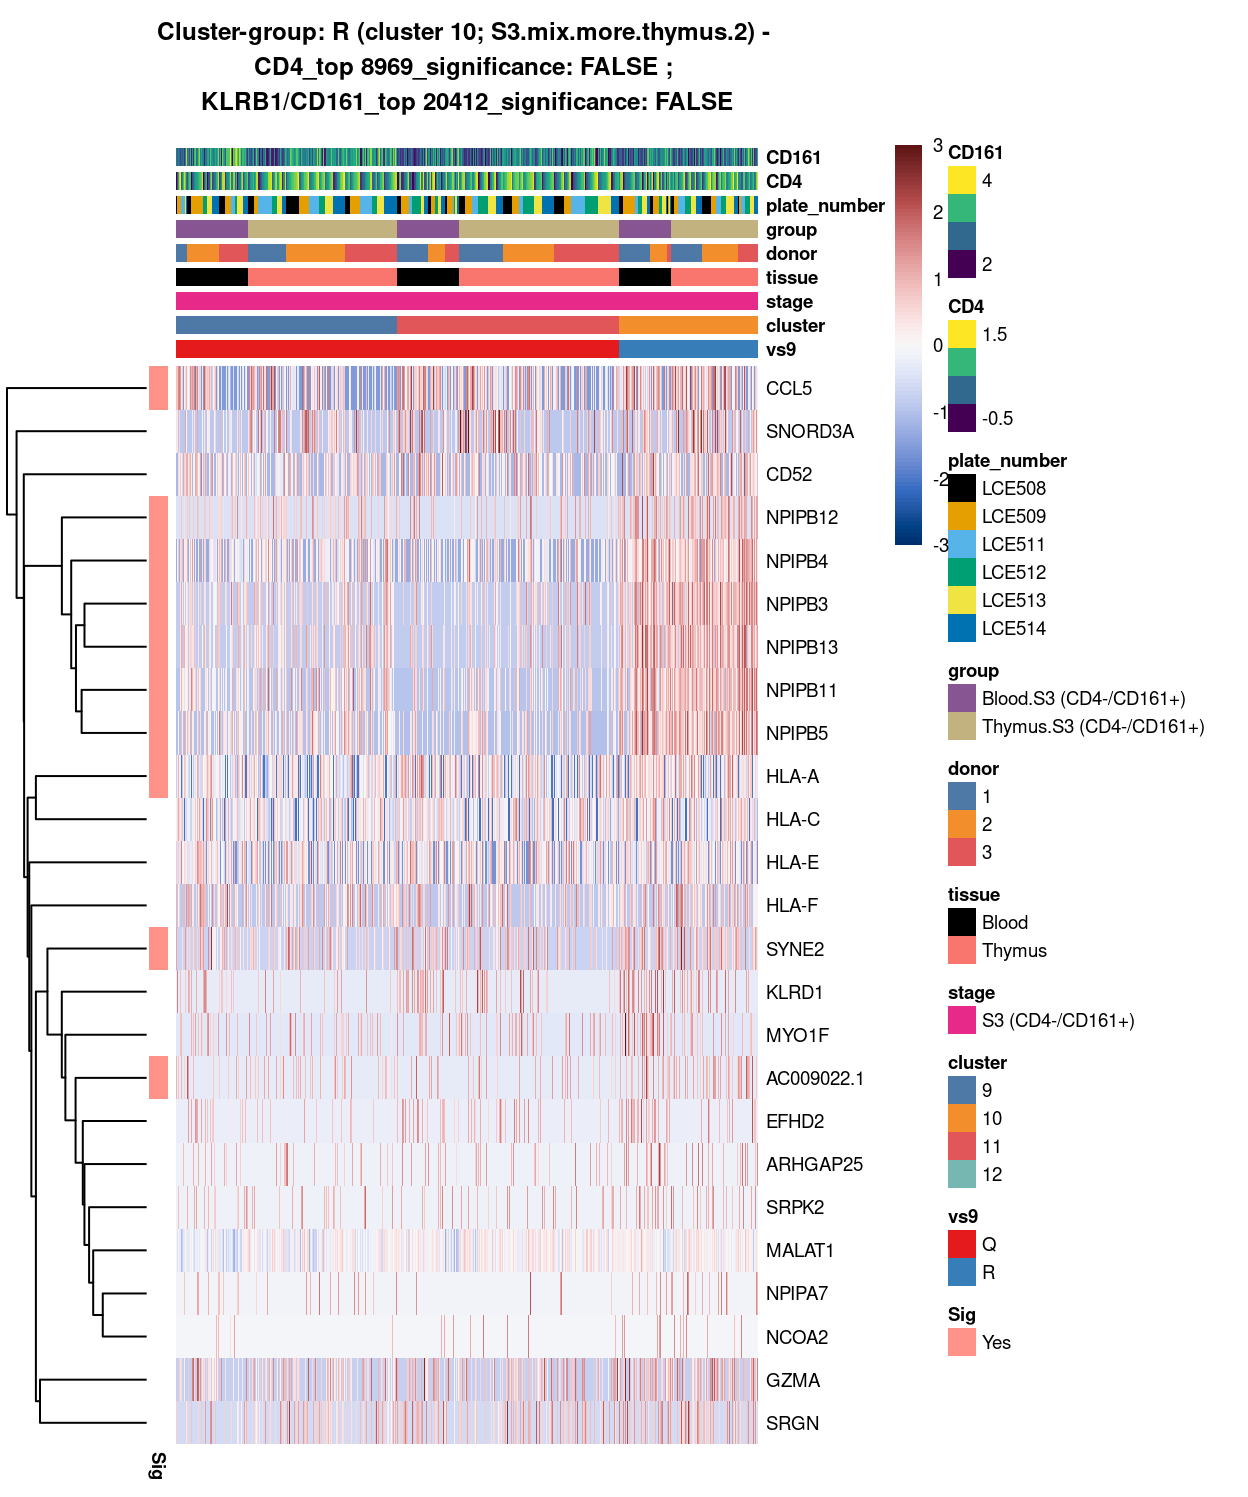 Cluster-group: R (cluster 10; S3.mix.more.thymus.2) -
CD4_top 8969_significance: FALSE ;
KLRB1/CD161_top 20412_significance: FALSE
CD161
CD4
plate_number
group
donor
tissue
stage
cluster
vs9
CCL5
SNORD3A
CD52
NPIPB12
NPIPB4
NPIPB3
NPIPB13
NPIPB11
NPIPB5
HLA-A
HLA-C
HLA-E
HLA-F
SYNE2
KLRD1
MYO1F
AC009022.1
EFHD2
ARHGAP25
SRPK2
MALAT1
NPIPA7
NCOA2
GZMA
SRGN
Sig
3
2
1
0
-1
-2
-3
CD161
4
2
CD4
1.5
-0.5
plate_number
LCE508
LCE509
LCE511
LCE512
LCE513
LCE514
group
Blood.S3 (CD4-/CD161+)
Thymus.S3 (CD4-/CD161+)
donor
1
2
3
tissue
Blood
Thymus
stage
S3 (CD4-/CD161+)
cluster
9
10
11
12
vs9
Q
R
Sig
Yes